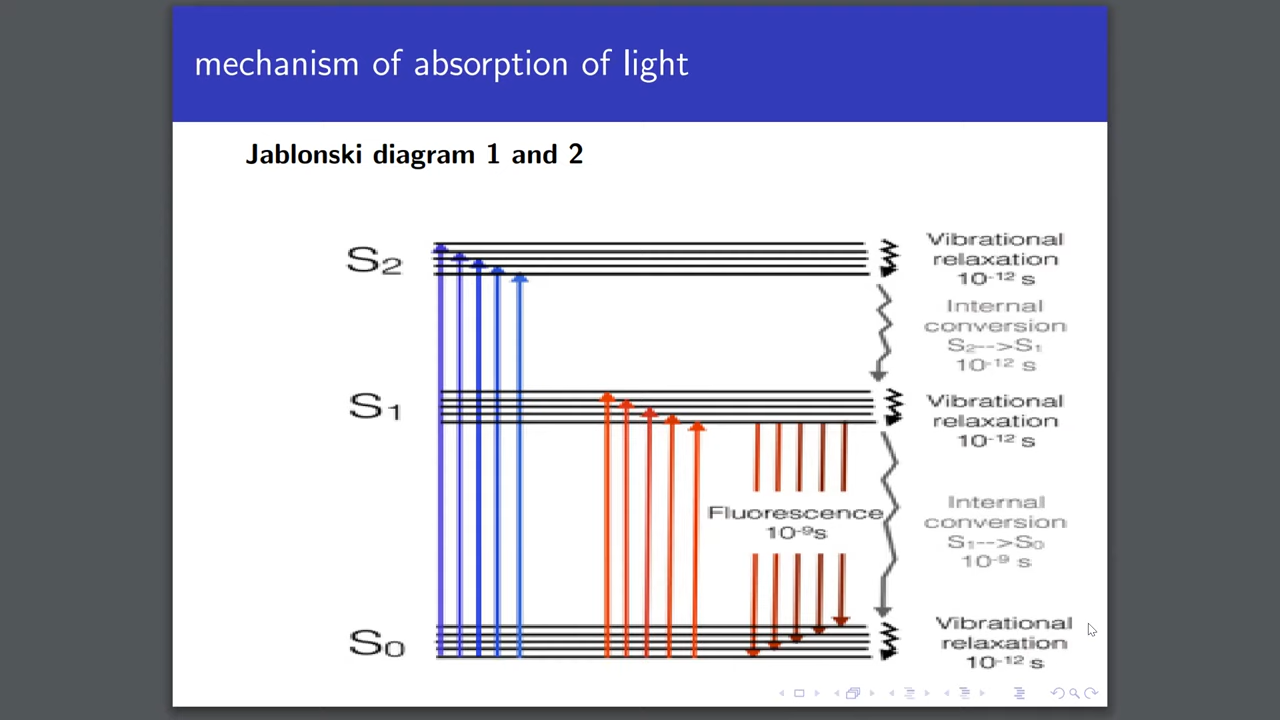 mechanism of absorption of light
Jablonski diagram 1 and 2
S₂
Vibrational
relaxation
10⁻¹² s
Internal
conversion
S₂-->S₁
10⁻¹² s
S₁
Vibrational
relaxation
10⁻¹² s
Fluorescence
10⁻⁹s
Internal
conversion
S₁-->S₀
10⁻⁹ s
S₀
Vibrational
relaxation
10⁻¹² s